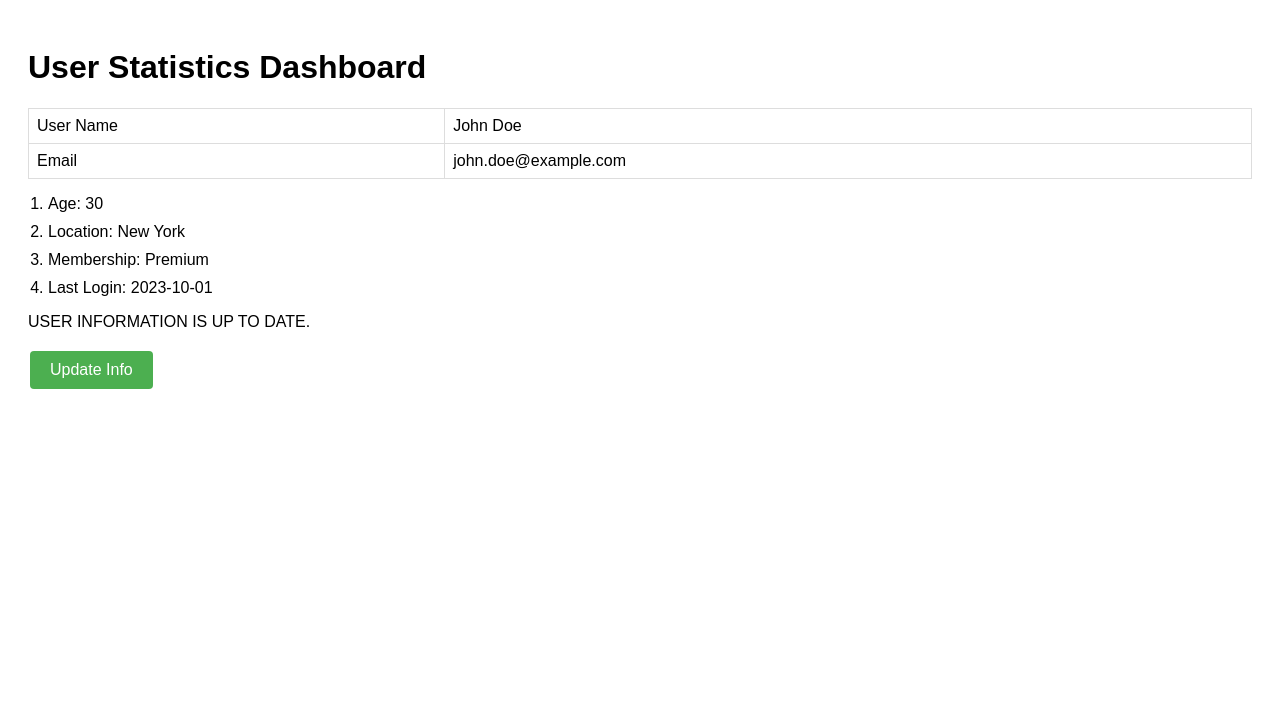 User Statistics Dashboard
User Name John Doe
Email john.doe@example.com
1. Age: 30
2. Location: New York
3. Membership: Premium
4. Last Login: 2023-10-01
USER INFORMATION IS UP TO DATE.
Update Info